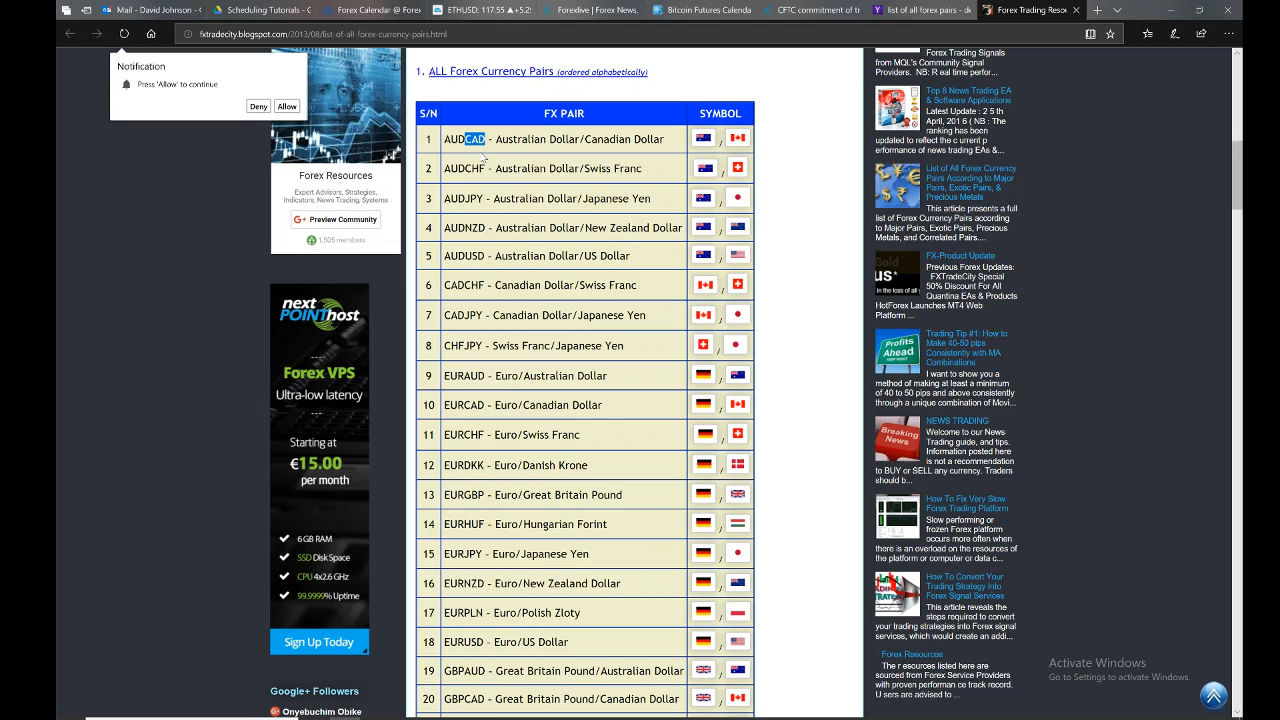 David Johnson -
Scheduling Tutorials - G
Forex Calendar @ Fore
ETHUSD: 117.55 ▲ +5.2
Forexlive | Forex News,
Bitcoin Futures Calenda
CFTC commitment of tr
list of all forex pairs - de
Forex Trading Reso
fxtradecity.blogspot.com/2013/08/list-of-all-forex-currency-pairs.html
Notification
Press 'Allow' to continue
Deny Allow
Forex Resources
Expert Advisors, Strategies,
Indicators, News Trading, Systems
G+ Preview Community
1,505 members
next
POINThost
---
Forex VPS
Ultra-low latency
---
Starting at
€15.00
per month
6 GB RAM
SSD Disk Space
CPU 4x2.6 GHz
99.9999% Uptime
Sign Up Today
Google+ Followers
Onyebuchim Obike
1. ALL Forex Currency Pairs (ordered alphabetically)
S/N FX PAIR SYMBOL
1 AUDCAD - Australian Dollar/Canadian Dollar /
2 AUDCHF - Australian Dollar/Swiss Franc /
3 AUDJPY - Australian Dollar/Japanese Yen /
4 AUDNZD - Australian Dollar/New Zealand Dollar /
5 AUDUSD - Australian Dollar/US Dollar /
6 CADCHF - Canadian Dollar/Swiss Franc /
7 CADJPY - Canadian Dollar/Japanese Yen /
8 CHFJPY - Swiss Franc/Japanese Yen /
9 EURAUD - Euro/Australian Dollar /
10 EURCAD - Euro/Canadian Dollar /
11 EURCHF - Euro/Swiss Franc /
12 EURDKK - Euro/Danish Krone /
13 EURGBP - Euro/Great Britain Pound /
14 EURHUF - Euro/Hungarian Forint /
15 EURJPY - Euro/Japanese Yen /
16 EURNZD - Euro/New Zealand Dollar /
17 EURPLN - Euro/Polish Zloty /
18 EURUSD - Euro/US Dollar /
19 GBPAUD - Great Britain Pound/Australian Dollar /
20 GBPCAD - Great Britain Pound/Canadian Dollar /
Forex Trading Signals
from MQL's Community Signal
Providers. NB: R eal time perfor...
Top 8 News Trading EA
& Software Applications
Latest Update : 2 5 th
April, 201 6 ( NB : The
ranking has been
updated to reflect the c urrent p
erformance of news trading EAs &...
List of All Forex Currency
Pairs According to Major
Pairs, Exotic Pairs, &
Precious Metals
This article presents a full
list of Forex Currency Pairs according
to Major Pairs, Exotic Pairs, Precious
Metals, and Correlated Pairs....
Gold
us*
in the loss of all y
FX-Product Update
Previous Forex Updates:
FXTradeCity Special
50% Discount For All
Quantina EAs & Products
HotForex Launches MT4 Web
Platform ...
Profits
Ahead
Trading Tip #1: How to
Make 40-50 pips
Consistently with MA
Combinations
I want to show you a
method of making at least a minimum
of 40 to 50 pips and above consistently
through a unique combination of Movi...
Breaking
News
NEWS TRADING
Welcome to our News
Trading guide, and tips.
Information posted here
is not a recommendation
to BUY or SELL any currency. Traders
should b...
How To Fix Very Slow
Forex Trading Platform
Slow performing or
frozen Forex platform
occurs more often when
there is an overload on the resources of
the platform or computer or data c...
How To Convert Your
Trading Strategy Into
Forex Signal Services
This article reveals the
steps required to convert
your trading strategies into Forex signal
services, which would require an addi...
Forex Resources
The r esources listed here are
sourced from Forex Service Providers
with proven performan ce track record.
U sers are advised to ...
Activate Windows
Go to Settings to activate Windows.